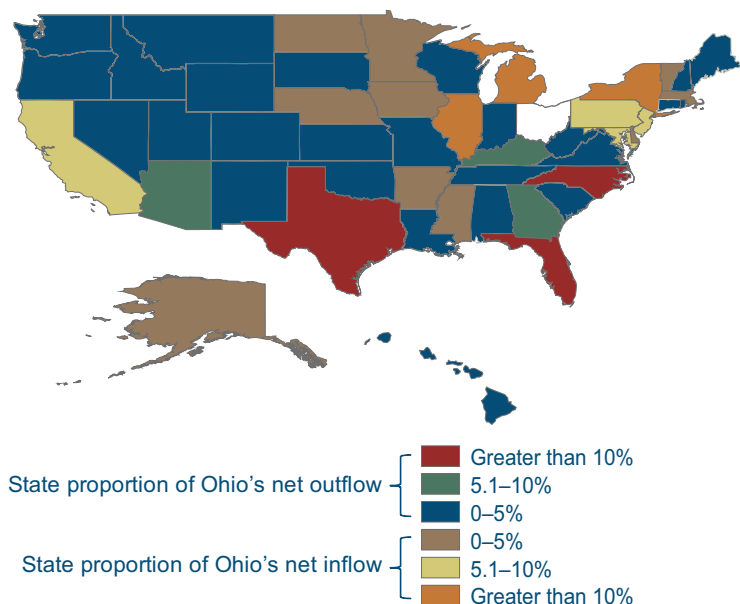 Greater than 10%
State proportion of Ohio's net outflow
5.1–10%
0–5%
0–5%
State proportion of Ohio's net inflow
5.1–10%
Greater than 10%